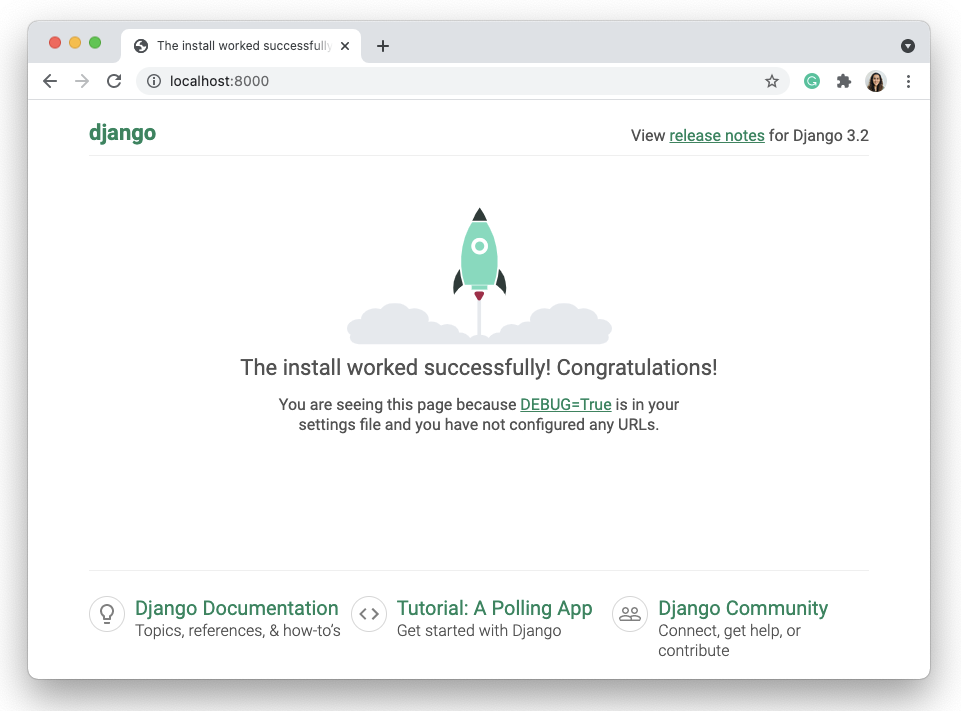 The install worked successfully
localhost:8000
django
View release notes for Django 3.2
The install worked successfully! Congratulations!
You are seeing this page because DEBUG=True is in your
settings file and you have not configured any URLs.
Django Documentation
Topics, references, & how-to’s
Tutorial: A Polling App
Get started with Django
Django Community
Connect, get help, or
contribute